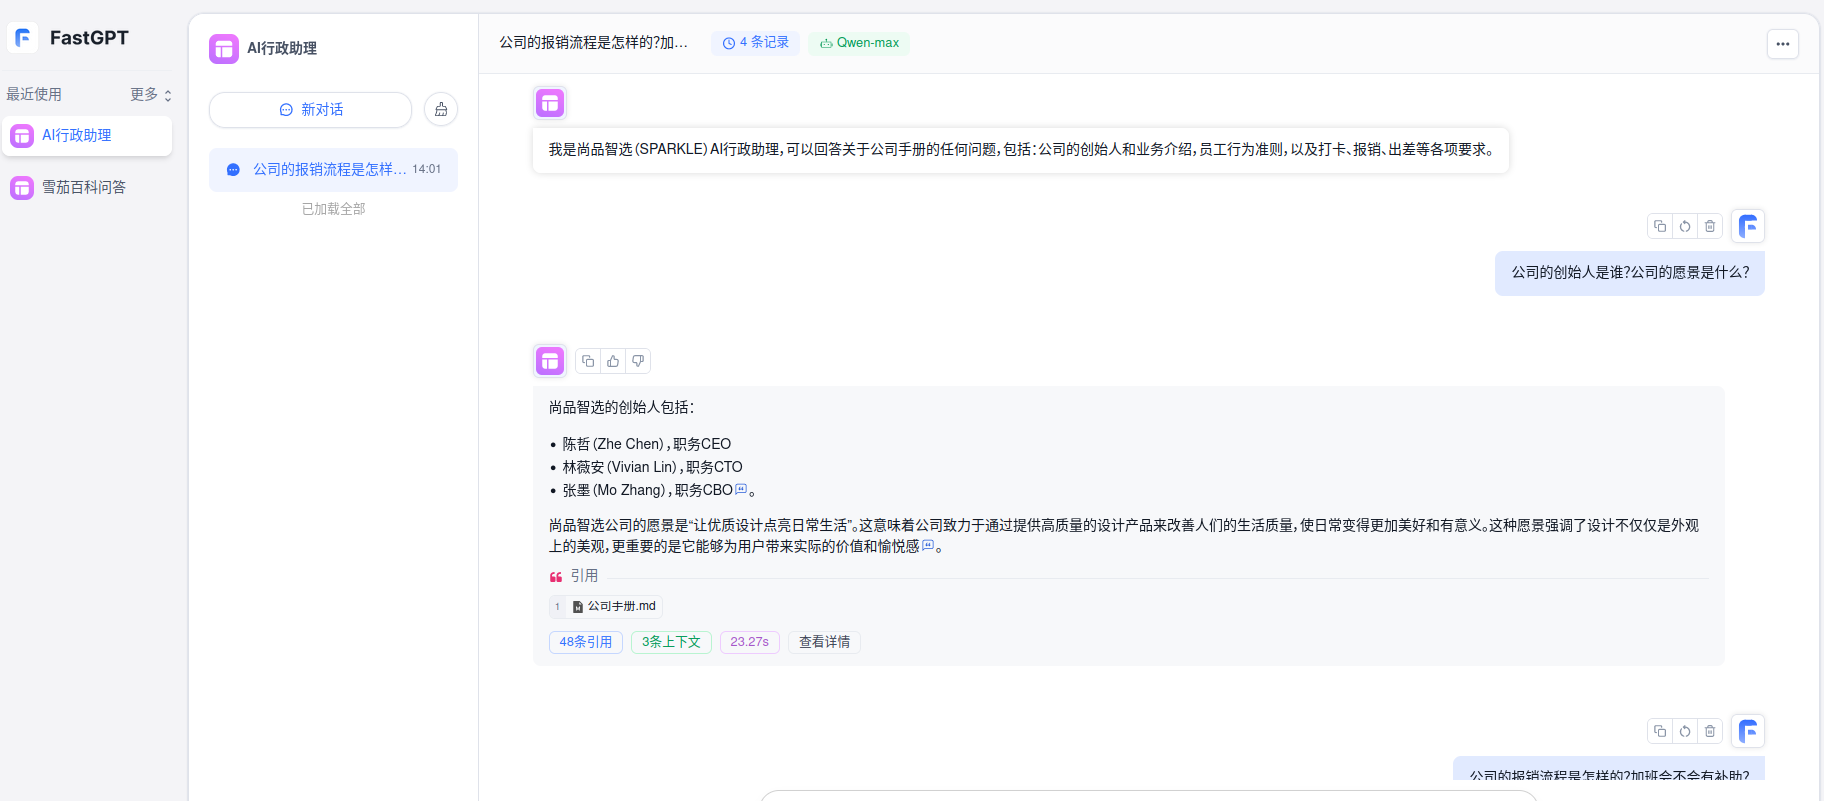 FastGPT
最近使用 更多
AI行政助理
雪茄百科问答
AI行政助理
新对话
公司的报销流程是怎样... 14:01
已加载全部
公司的报销流程是怎样的?加... 4 条记录 Qwen-max
我是尚品智选(SPARKLE)AI行政助理,可以回答关于公司手册的任何问题,包括:公司的创始人和业务介绍,员工行为准则,以及打卡、报销、出差等各项要求。
公司的创始人是谁?公司的愿景是什么?
尚品智选的创始人包括:
• 陈哲(Zhe Chen),职务CEO
• 林薇安(Vivian Lin),职务CTO
• 张墨(Mo Zhang),职务CBO。
尚品智选公司的愿景是“让优质设计点亮日常生活”。这意味着公司致力于通过提供高质量的设计产品来改善人们的生活质量,使日常变得更加美好和有意义。这种愿景强调了设计不仅仅是外观
上的美观,更重要的是它能够为用户带来实际的价值和愉悦感。
引用
1 公司手册.md
48条引用 3条上下文 23.27s 查看详情
公司的报销流程是怎样的?加班会不会有补助?